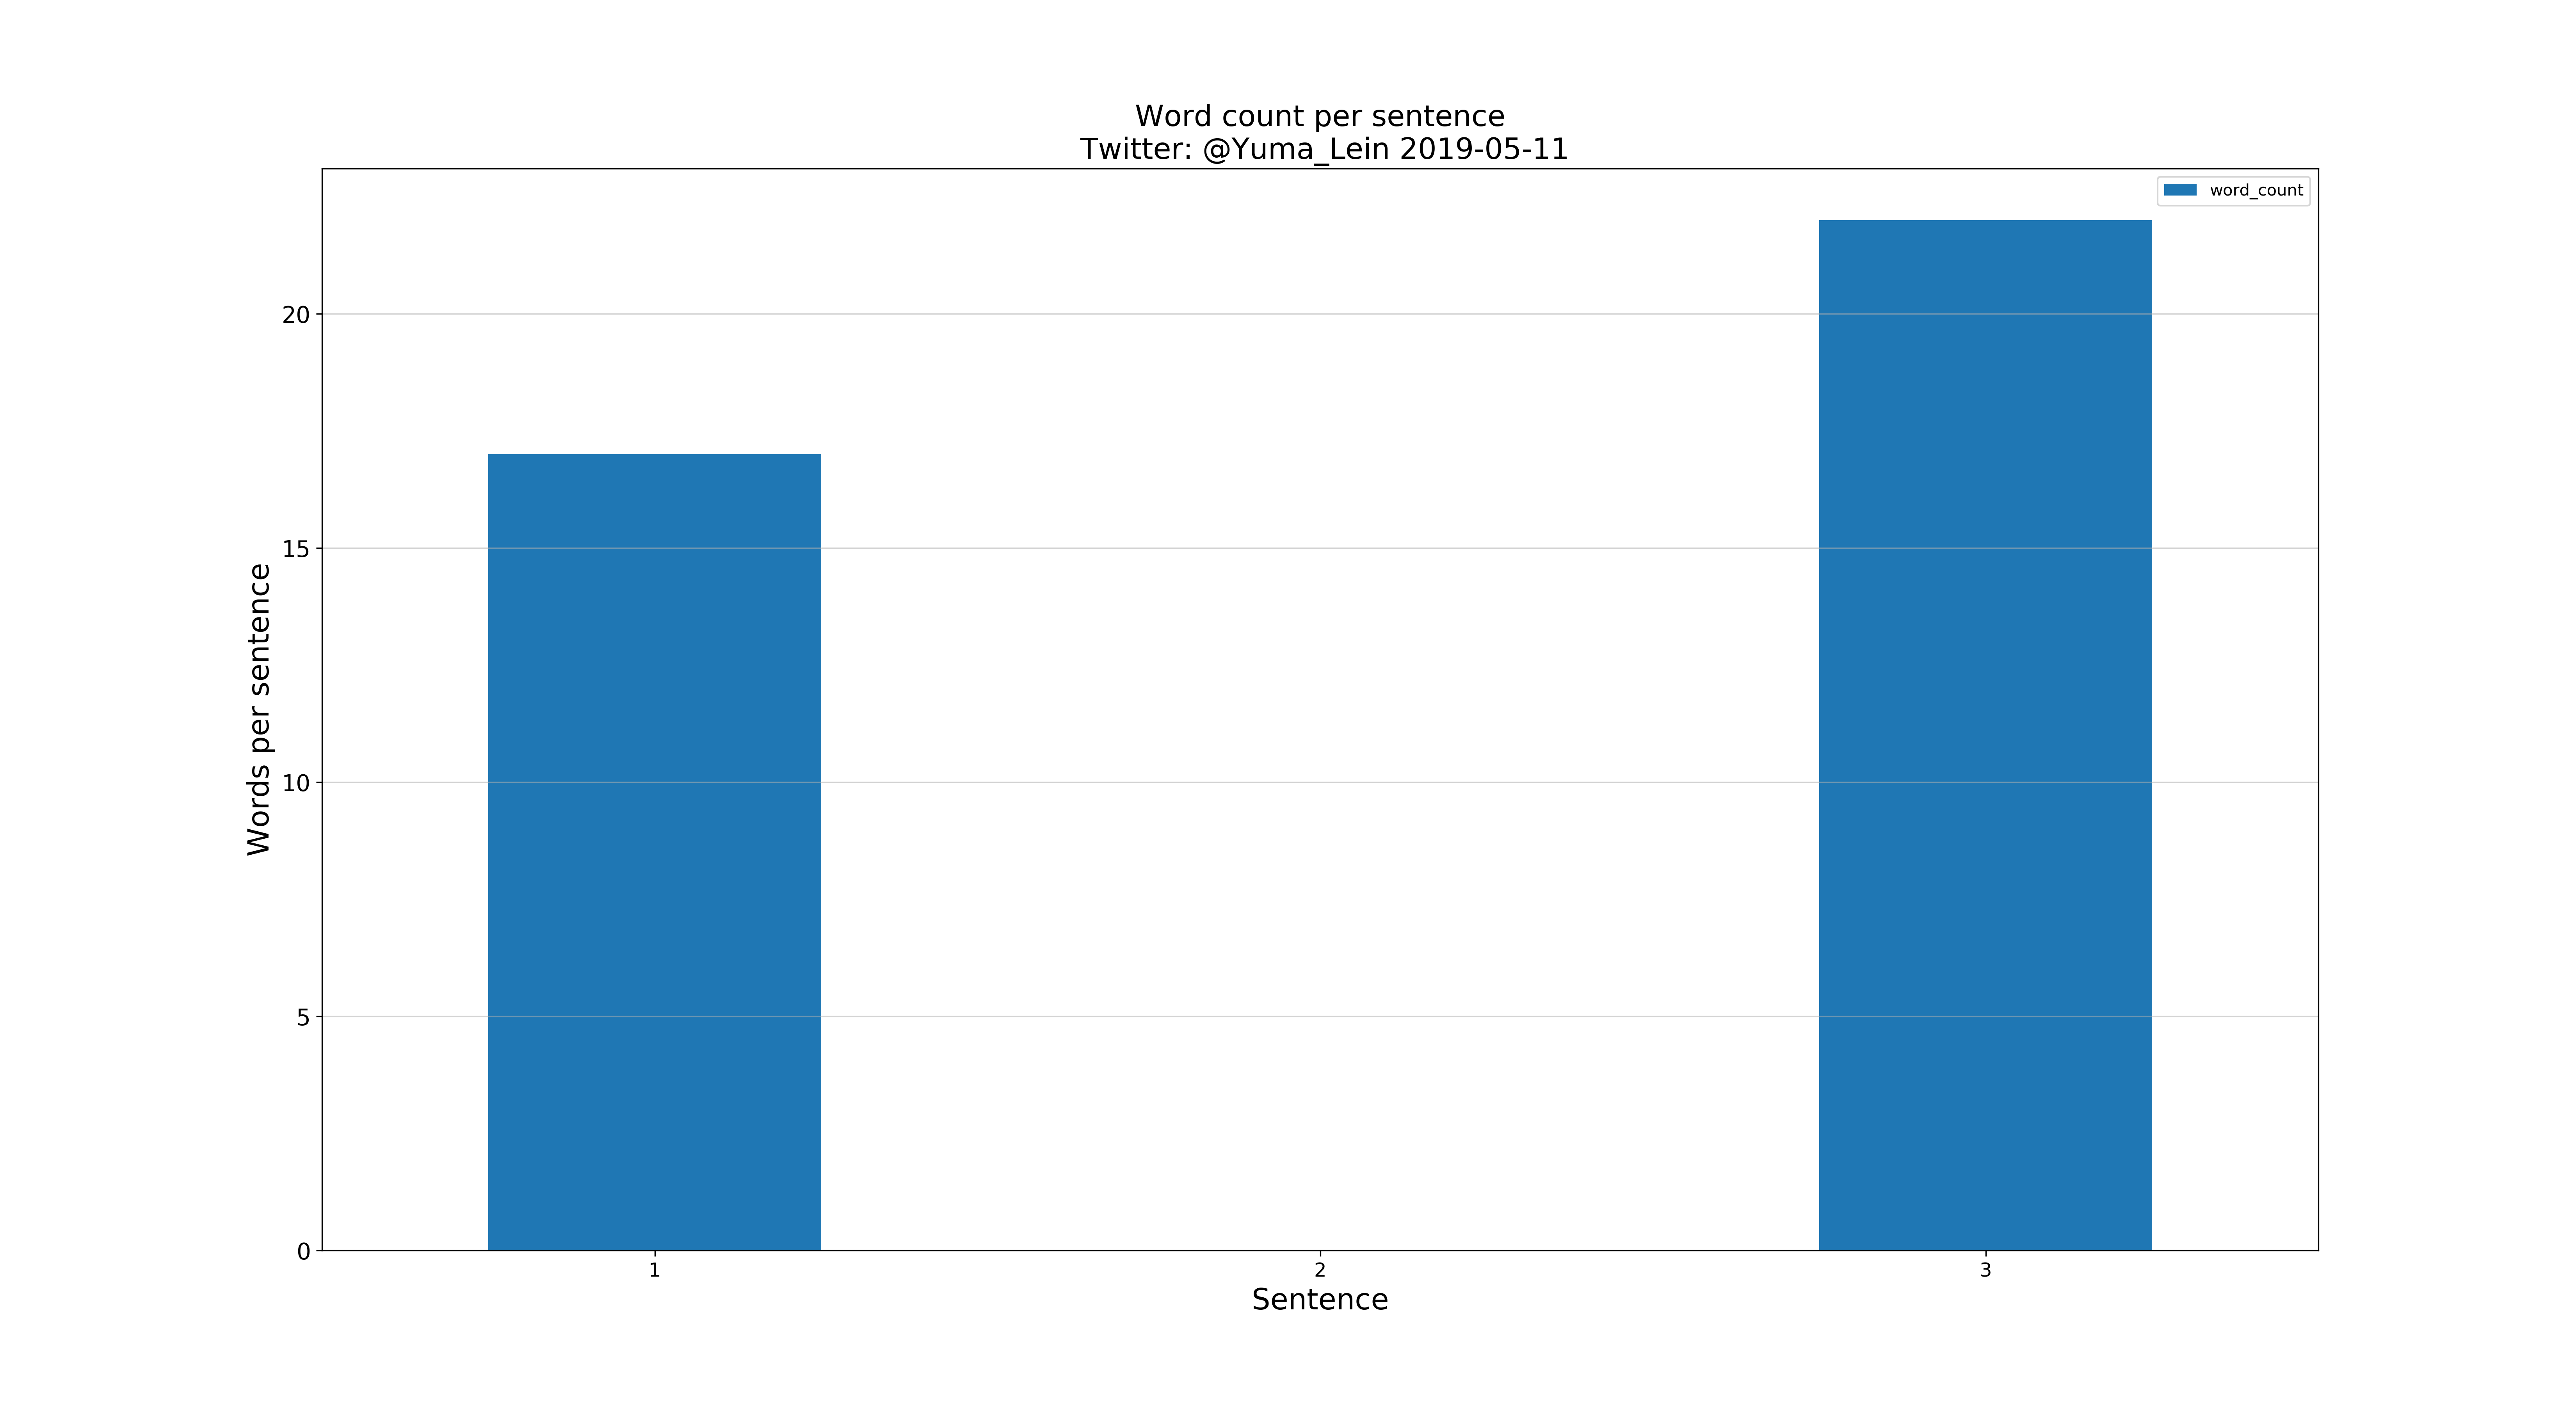 Word count per sentence
Twitter: @Yuma_Lein 2019-05-11
word_count
20
15
10
5
0
Words per sentence
1
2
3
Sentence